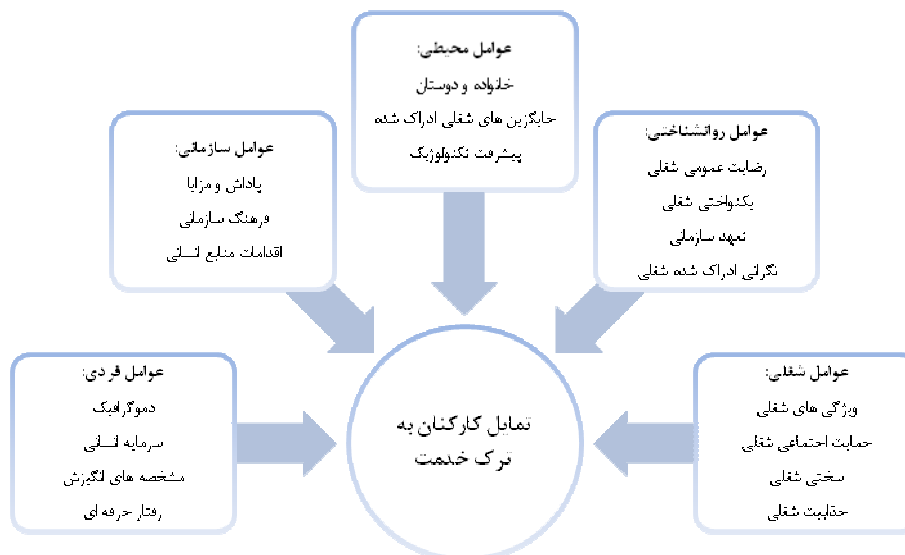 عوامل محیطی:
خانواده و دوستان
جایگزین های شغلی ادراک شده
پیشرفت تکنولوژیک
عوامل روانشناختی:
رضایت عمومی شغلی
یکنواختی شغلی
تعهد سازمانی
نگرانی ادراک شده شغلی
عوامل سازمانی:
پاداش و مزایا
فرهنگ سازمانی
اقدامات منابع انسانی
عوامل شغلی:
ویژگی های شغلی
حمایت اجتماعی شغلی
سختی شغلی
جذابیت شغلی
عوامل فردی:
دموگرافیک
سرمایه انسانی
مشخصه های انگیزش
رفتار حرفه ای
تمایل کارکنان به
ترک خدمت